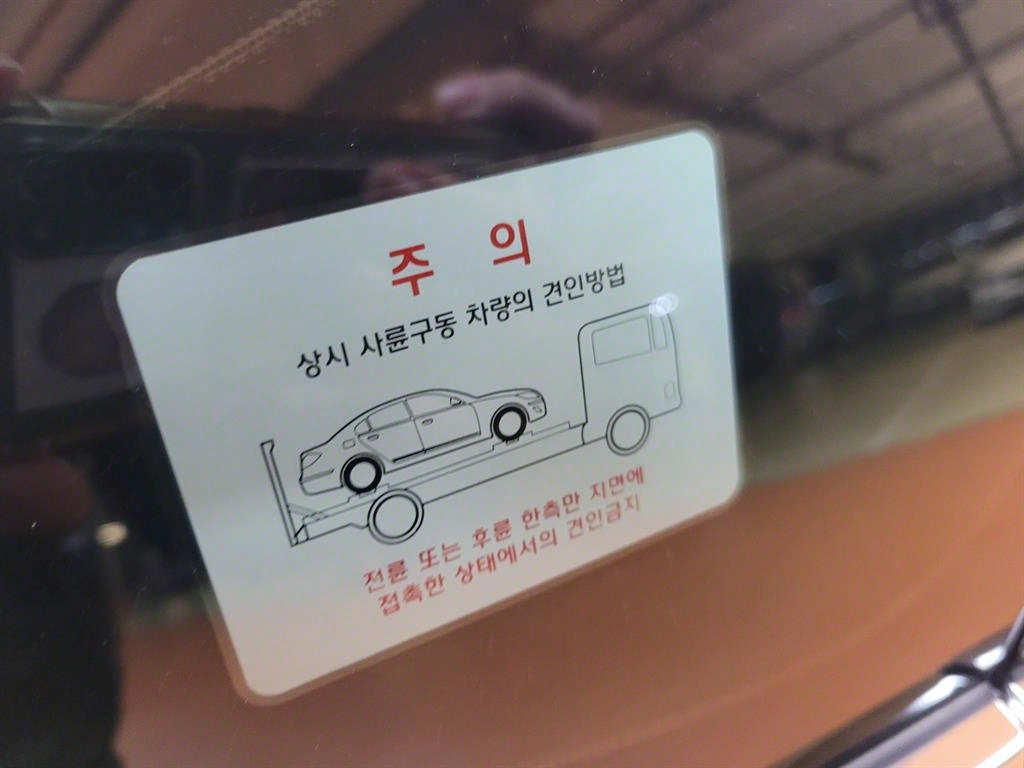 주 의
상시 사륜구동 차량의 견인방법
전륜 또는 후륜 한측만 지면에
접촉한 상태에서의 견인금지